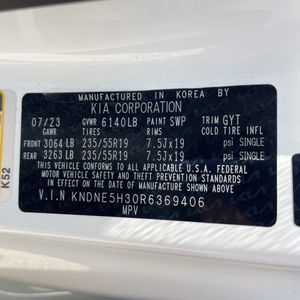 MANUFACTURED IN KOREA BY
KIA CORPORATION
07/23 GVWR 6140LB PAINT SWP TRIM GYT
GAWR TIRES RIMS COLD TIRE INFL
FRONT 3064 LB 235/55R19 7.5Jx19 psi SINGLE
REAR 3263 LB 235/55R19 7.5Jx19 psi SINGLE
THIS VEHICLE CONFORMS TO ALL APPLICABLE U.S.A. FEDERAL
MOTOR VEHICLE SAFETY AND THEFT PREVENTION STANDARDS
IN EFFECT ON THE DATE OF MANUFACTURE SHOWN ABOVE.
V.I.N KNDNE5H30R6369406
MPV
K52